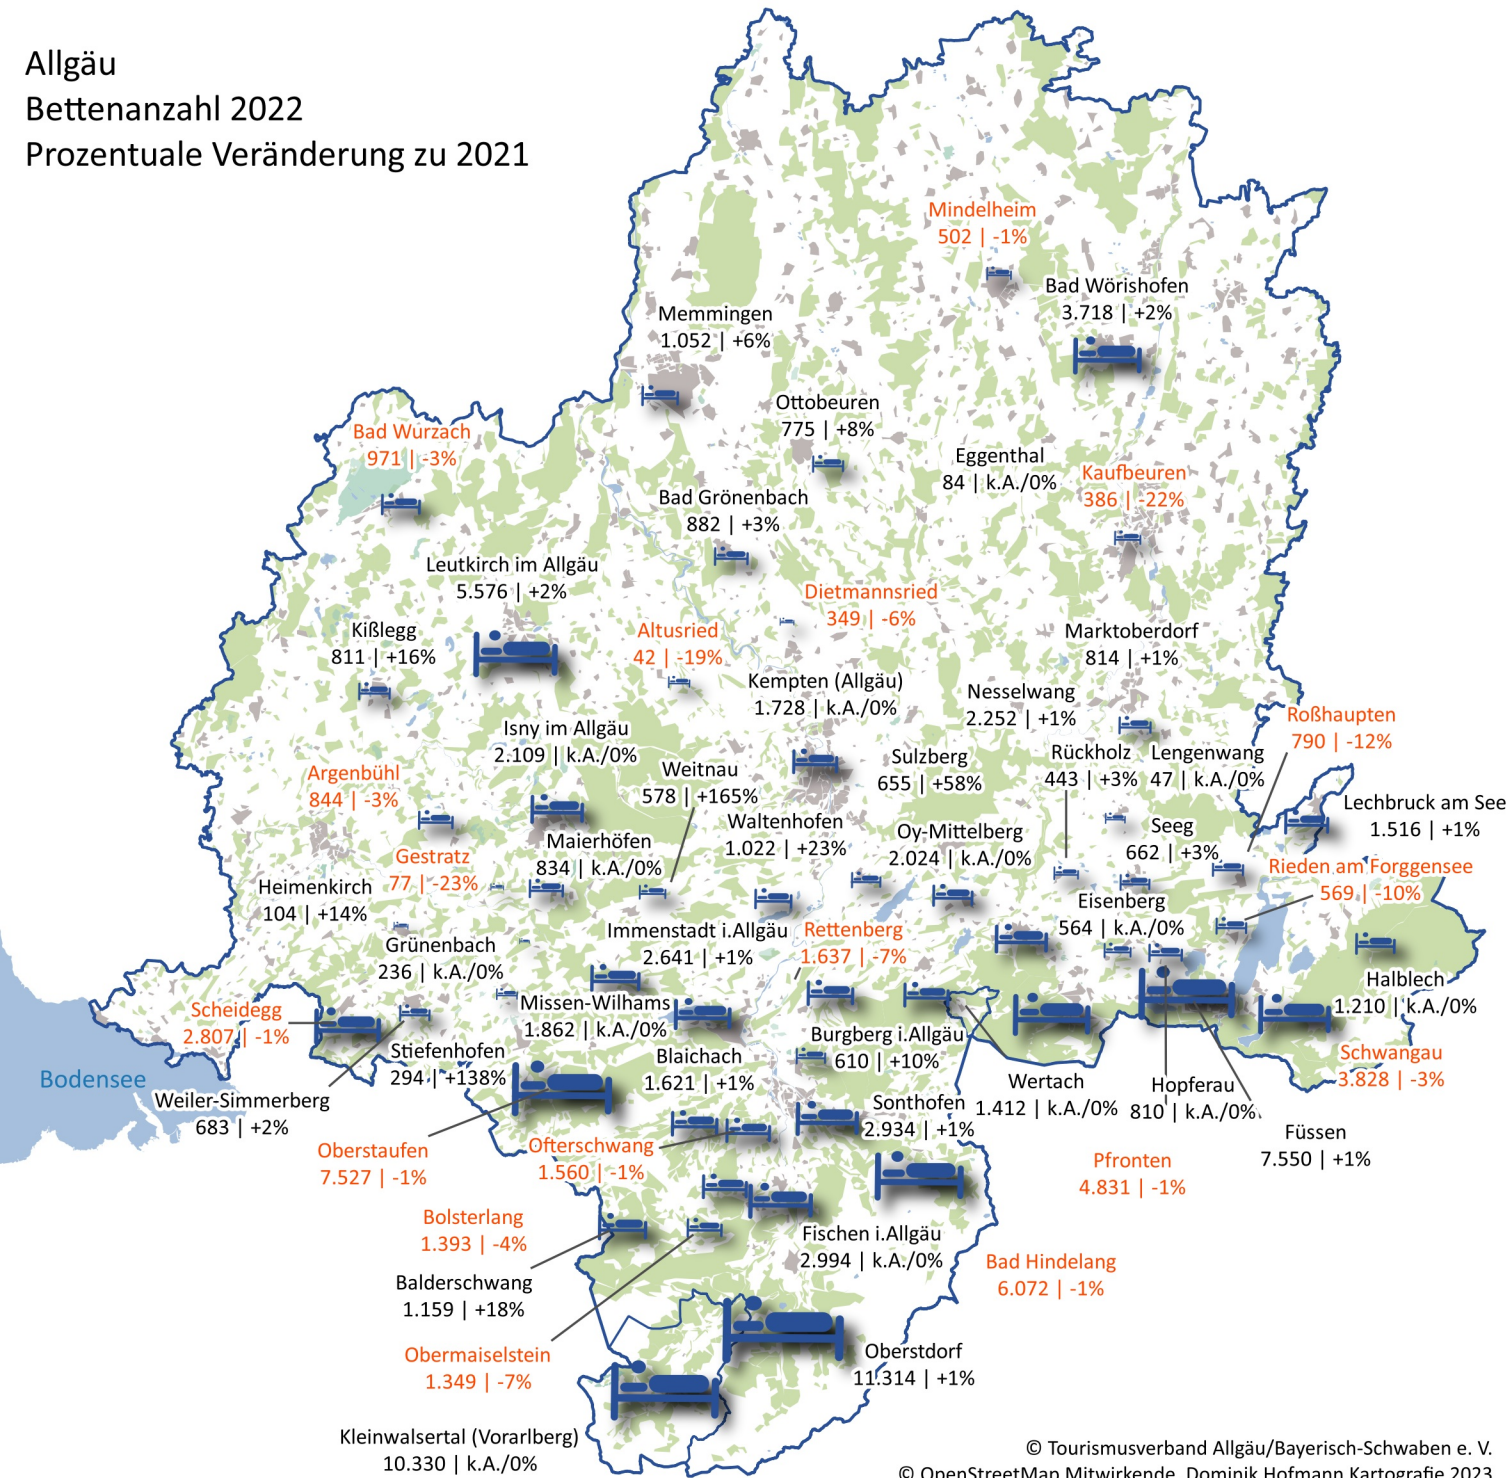 Allgäu
Bettenanzahl 2022
Prozentuale Veränderung zu 2021
Mindelheim
502 | -1%
Bad Wörishofen
3.718 | +2%
Memmingen
1.052 | +6%
Ottobeuren
775 | +8%
Bad Wurzach
971 | -3%
Eggenthal
84 | k.A./0%
Kaufbeuren
386 | -22%
Bad Grönenbach
882 | +3%
Leutkirch im Allgäu
5.576 | +2%
Dietmannsried
349 | -6%
Kißlegg
811 | +16%
Altusried
42 | -19%
Marktoberdorf
814 | +1%
Kempten (Allgäu)
1.728 | k.A./0%
Nesselwang
2.252 | +1%
Roßhaupten
790 | -12%
Isny im Allgäu
2.109 | k.A./0%
Sulzberg
655 | +58%
Rückholz
443 | +3%
Lengenwang
47 | k.A./0%
Argenbühl
844 | -3%
Weitnau
578 | +165%
Lechbruck am See
1.516 | +1%
Waltenhofen
1.022 | +23%
Oy-Mittelberg
2.024 | k.A./0%
Seeg
662 | +3%
Maierhöfen
834 | k.A./0%
Gestratz
77 | -23%
Rieden am Forggensee
569 | -10%
Heimenkirch
104 | +14%
Eisenberg
564 | k.A./0%
Immenstadt i.Allgäu
2.641 | +1%
Rettenberg
1.637 | -7%
Grünenbach
236 | k.A./0%
Halblech
1.210 | k.A./0%
Scheidegg
2.807 | -1%
Missen-Wilhams
1.862 | k.A./0%
Burgberg i.Allgäu
610 | +10%
Stiefenhofen
294 | +138%
Blaichach
1.621 | +1%
Schwangau
3.828 | -3%
Bodensee
Wertach
1.412 | k.A./0%
Hopferau
810 | k.A./0%
Weiler-Simmerberg
683 | +2%
Sonthofen
2.934 | +1%
Füssen
7.550 | +1%
Oberstaufen
7.527 | -1%
Ofterschwang
1.560 | -1%
Pfronten
4.831 | -1%
Bolsterlang
1.393 | -4%
Fischen i.Allgäu
2.994 | k.A./0%
Bad Hindelang
6.072 | -1%
Balderschwang
1.159 | +18%
Obermaiselstein
1.349 | -7%
Oberstdorf
11.314 | +1%
Kleinwalsertal (Vorarlberg)
10.330 | k.A./0%
© Tourismusverband Allgäu/Bayerisch-Schwaben e. V.
© OpenStreetMap Mitwirkende, Dominik Hofmann Kartografie 2023